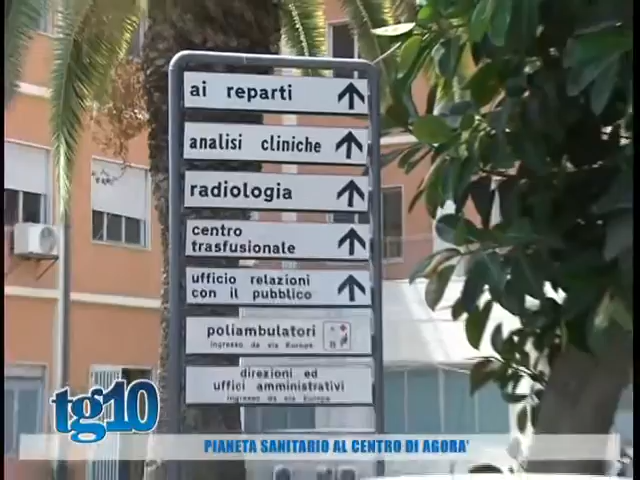 ai reparti
analisi cliniche
radiologia
centro
trasfusionale
ufficio relazioni
con il pubblico
poliambulatori
ingresso da via Europa
direzioni ed
uffici amministrativi
ingresso da via Europa
tg10
PIANETA SANITARIO AL CENTRO DI AGORA'